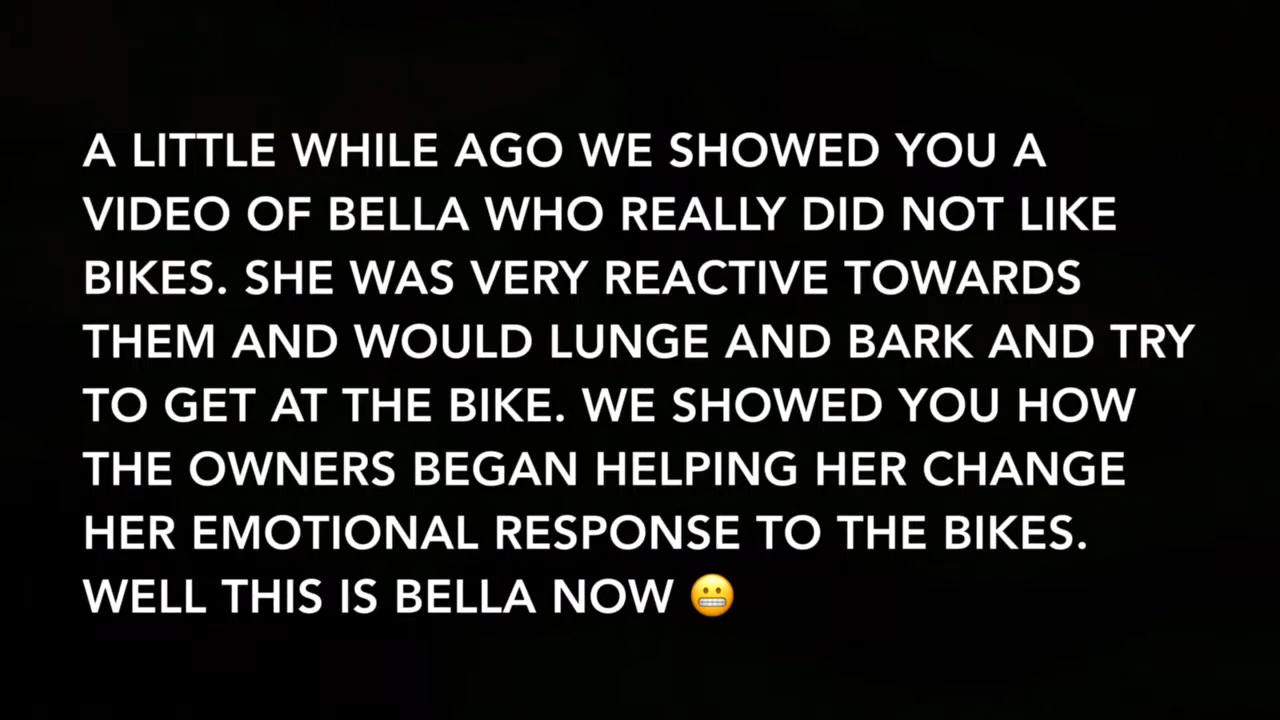 A LITTLE WHILE AGO WE SHOWED YOU A
VIDEO OF BELLA WHO REALLY DID NOT LIKE
BIKES. SHE WAS VERY REACTIVE TOWARDS
THEM AND WOULD LUNGE AND BARK AND TRY
TO GET AT THE BIKE. WE SHOWED YOU HOW
THE OWNERS BEGAN HELPING HER CHANGE
HER EMOTIONAL RESPONSE TO THE BIKES.
WELL THIS IS BELLA NOW 😬